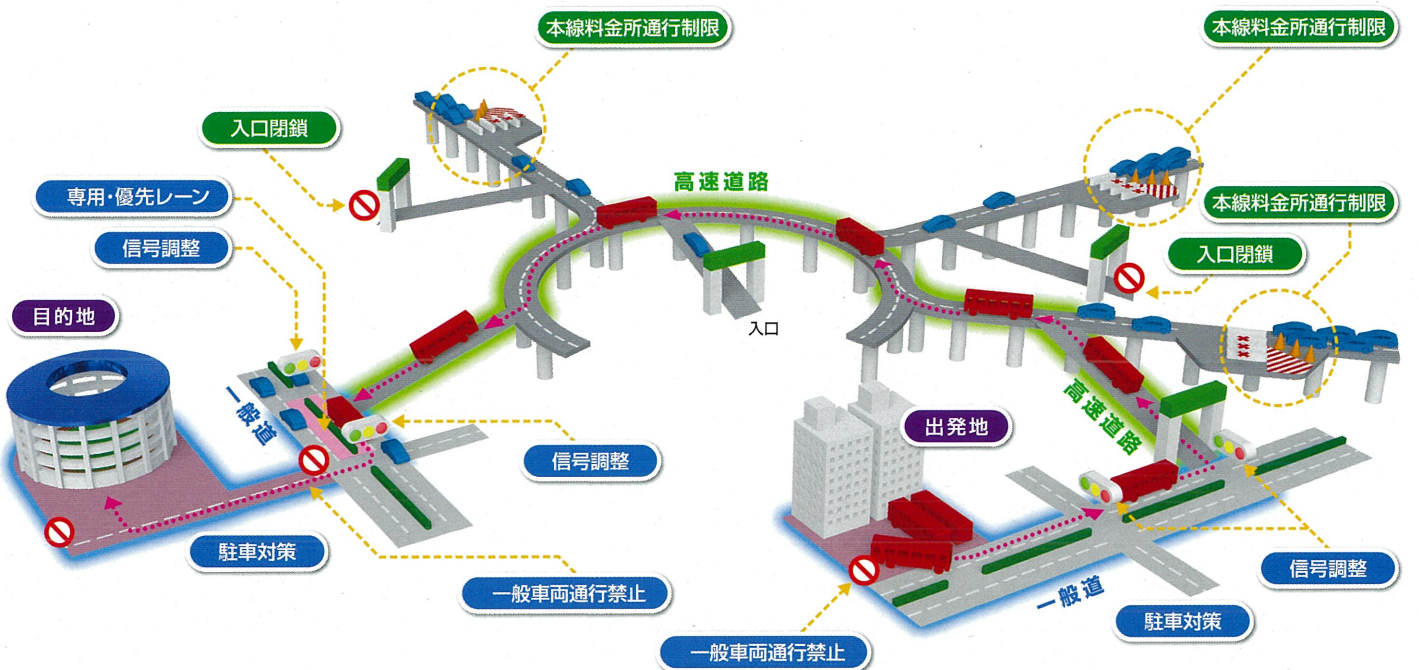 本線料金所通行制限
本線料金所通行制限
入口閉鎖
高速道路
専用・優先レーン
本線料金所通行制限
信号調整
入口閉鎖
目的地
入口
一般道
高速道路
出発地
信号調整
駐車対策
信号調整
一般車両通行禁止
一般道
駐車対策
一般車両通行禁止